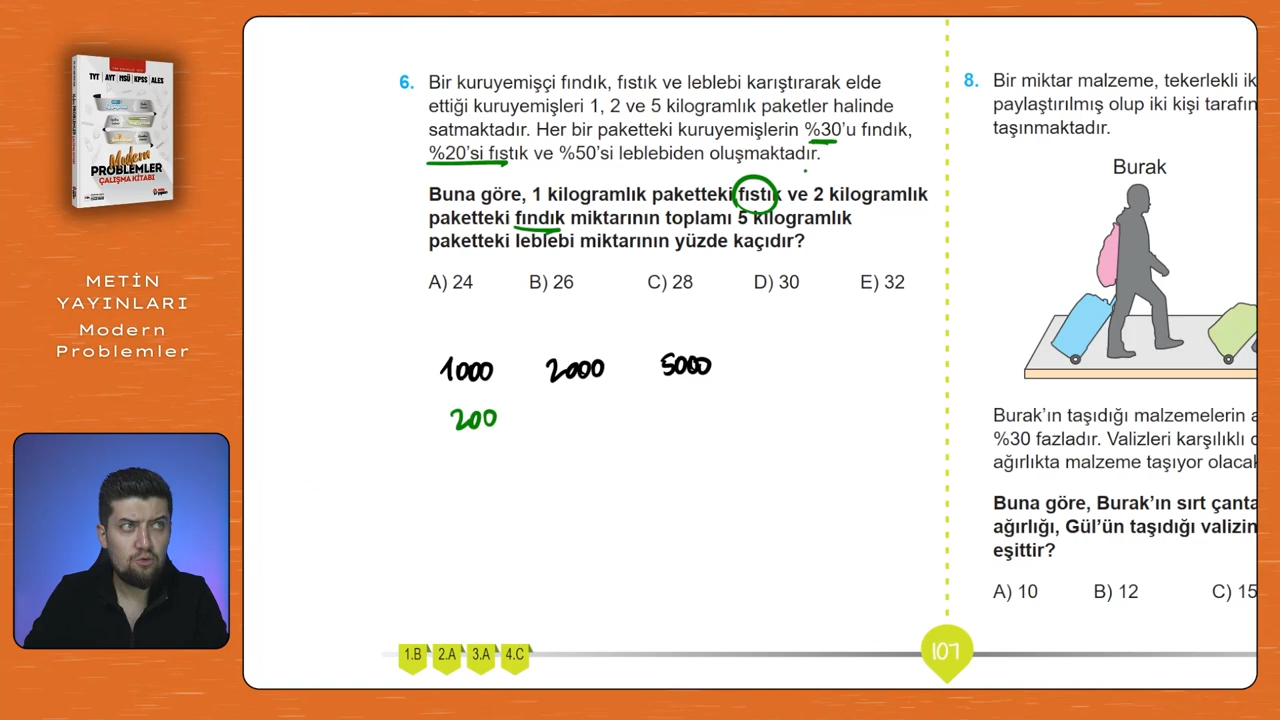 TYT AYT MSÜ KPSS ALES
Modern
PROBLEMLER
ÇALIŞMA KİTABI
METİN
YAYINLARI
Modern
Problemler
6. Bir kuruyemişçi fındık, fıstık ve leblebi karıştırarak elde
ettiği kuruyemişleri 1, 2 ve 5 kilogramlık paketler halinde
satmaktadır. Her bir paketteki kuruyemişlerin %30'u fındık,
%20'si fıstık ve %50'si leblebiden oluşmaktadır.
Buna göre, 1 kilogramlık paketteki fıstık ve 2 kilogramlık
paketteki fındık miktarının toplamı 5 kilogramlık
paketteki leblebi miktarının yüzde kaçıdır?
A) 24 B) 26 C) 28 D) 30 E) 32
1000 2000 5000
200
1.B 2.A 3.A 4.C
107
8. Bir miktar malzeme, tekerlekli ik
paylaştırılmış olup iki kişi tarafın
taşınmaktadır.
Burak
Burak'ın taşıdığı malzemelerin a
%30 fazladır. Valizleri karşılıklı
ağırlıkta malzeme taşıyor olacak
Buna göre, Burak'ın sırt çanta
ağırlığı, Gül'ün taşıdığı valizin
eşittir?
A) 10 B) 12 C) 15